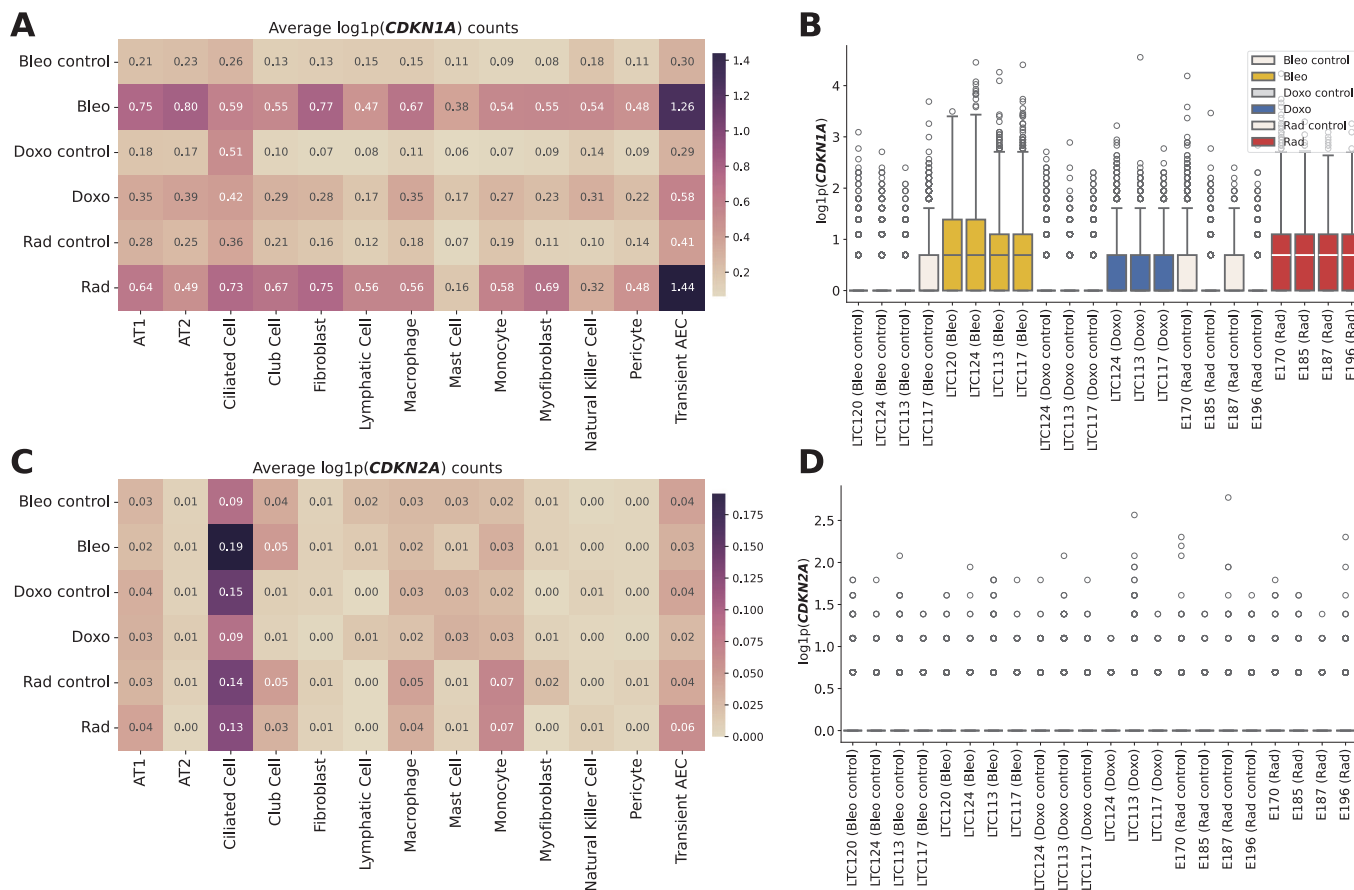 A
Average log1p(CDKN1A) counts
Bleo control 0.21 0.23 0.26 0.13 0.13 0.15 0.15 0.11 0.09 0.08 0.18 0.11 0.30
Bleo 0.75 0.80 0.59 0.55 0.77 0.47 0.67 0.38 0.54 0.55 0.54 0.48 1.26
Doxo control 0.18 0.17 0.51 0.10 0.07 0.08 0.11 0.06 0.07 0.09 0.14 0.09 0.29
Doxo 0.35 0.39 0.42 0.29 0.28 0.17 0.35 0.17 0.27 0.23 0.31 0.22 0.58
Rad control 0.28 0.25 0.36 0.21 0.16 0.12 0.18 0.07 0.19 0.11 0.10 0.14 0.41
Rad 0.64 0.49 0.73 0.67 0.75 0.56 0.56 0.16 0.58 0.69 0.32 0.48 1.44
AT1
AT2
Ciliated Cell
Club Cell
Fibroblast
Lymphatic Cell
Macrophage
Mast Cell
Monocyte
Myofibroblast
Natural Killer Cell
Pericyte
Transient AEC
1.4
1.2
1.0
0.8
0.6
0.4
0.2
B
log1p(CDKN1A)
4
3
2
1
0
Bleo control
Bleo
Doxo control
Doxo
Rad control
Rad
LTC120 (Bleo control)
LTC124 (Bleo control)
LTC113 (Bleo control)
LTC117 (Bleo control)
LTC120 (Bleo)
LTC124 (Bleo)
LTC113 (Bleo)
LTC117 (Bleo)
LTC124 (Doxo control)
LTC113 (Doxo control)
LTC117 (Doxo control)
LTC124 (Doxo)
LTC113 (Doxo)
LTC117 (Doxo)
E170 (Rad control)
E185 (Rad control)
E187 (Rad control)
E196 (Rad control)
E170 (Rad)
E185 (Rad)
E187 (Rad)
E196 (Rad)
C
Average log1p(CDKN2A) counts
Bleo control 0.03 0.01 0.09 0.04 0.01 0.02 0.03 0.03 0.02 0.01 0.00 0.00 0.04
Bleo 0.02 0.01 0.19 0.05 0.01 0.01 0.02 0.01 0.03 0.01 0.01 0.00 0.03
Doxo control 0.04 0.01 0.15 0.01 0.01 0.00 0.03 0.03 0.02 0.00 0.01 0.00 0.04
Doxo 0.03 0.01 0.09 0.01 0.00 0.01 0.02 0.03 0.03 0.01 0.00 0.00 0.02
Rad control 0.03 0.01 0.14 0.05 0.01 0.00 0.05 0.01 0.07 0.02 0.00 0.01 0.04
Rad 0.04 0.00 0.13 0.03 0.01 0.00 0.04 0.01 0.07 0.00 0.01 0.00 0.06
AT1
AT2
Ciliated Cell
Club Cell
Fibroblast
Lymphatic Cell
Macrophage
Mast Cell
Monocyte
Myofibroblast
Natural Killer Cell
Pericyte
Transient AEC
0.175
0.150
0.125
0.100
0.075
0.050
0.025
0.000
D
log1p(CDKN2A)
2.5
2.0
1.5
1.0
0.5
0.0
LTC120 (Bleo control)
LTC124 (Bleo control)
LTC113 (Bleo control)
LTC117 (Bleo control)
LTC120 (Bleo)
LTC124 (Bleo)
LTC113 (Bleo)
LTC117 (Bleo)
LTC124 (Doxo control)
LTC113 (Doxo control)
LTC117 (Doxo control)
LTC124 (Doxo)
LTC113 (Doxo)
LTC117 (Doxo)
E170 (Rad control)
E185 (Rad control)
E187 (Rad control)
E196 (Rad control)
E170 (Rad)
E185 (Rad)
E187 (Rad)
E196 (Rad)